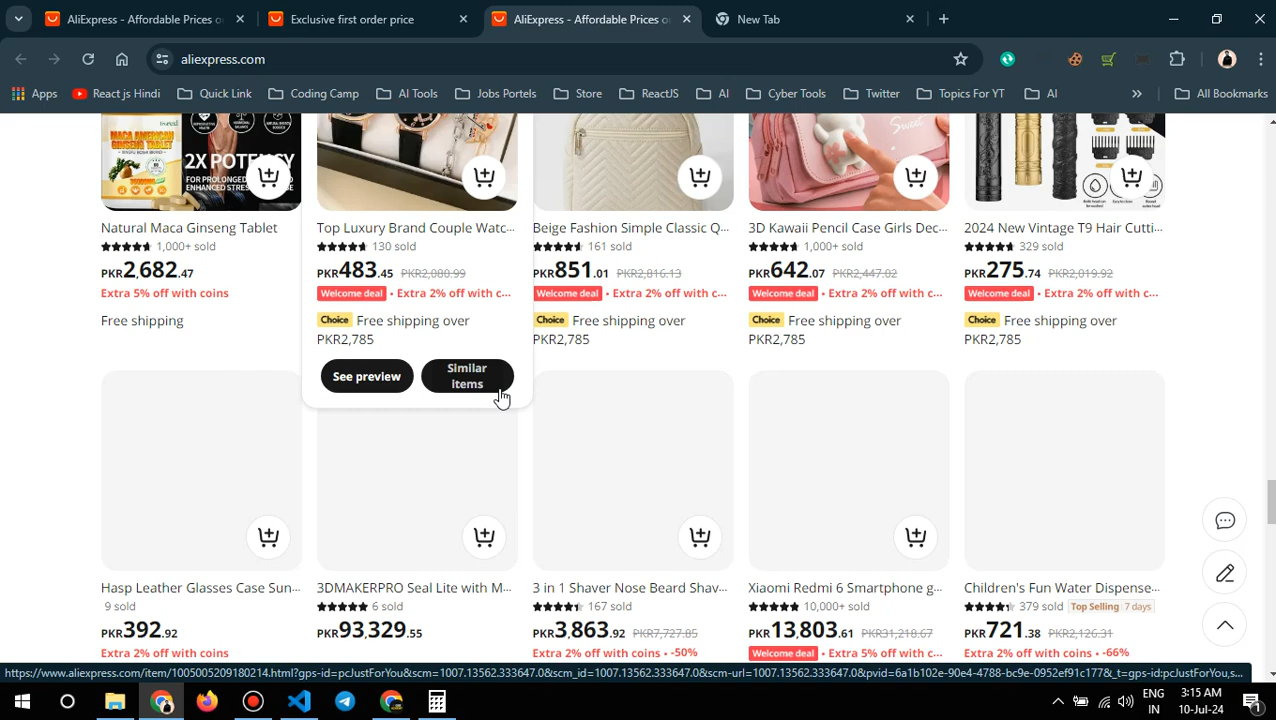 AliExpress - Affordable Prices o
Exclusive first order price
AliExpress - Affordable Prices o
New Tab
aliexpress.com
Apps
React js Hindi
Quick Link
Coding Camp
AI Tools
Jobs Portels
Store
ReactJS
AI
Cyber Tools
Twitter
Topics For YT
AI
All Bookmarks
MACA AMERICAN
GINSENG TABLET
2X POTENCY
FOR PROLONGED
ENHANCED
Sweet
Natural Maca Ginseng Tablet
1,000+ sold
PKR2,682.47
Extra 5% off with coins
Free shipping
Top Luxury Brand Couple Watc...
130 sold
PKR483.45 PKR2,080.99
Welcome deal • Extra 2% off with c...
Choice Free shipping over
PKR2,785
See preview
Similar
items
Beige Fashion Simple Classic Q...
161 sold
PKR851.01 PKR2,816.13
Welcome deal • Extra 2% off with c...
Choice Free shipping over
PKR2,785
3D Kawaii Pencil Case Girls Dec...
1,000+ sold
PKR642.07 PKR2,447.02
Welcome deal • Extra 2% off with c...
Choice Free shipping over
PKR2,785
2024 New Vintage T9 Hair Cutti...
329 sold
PKR275.74 PKR2,019.92
Welcome deal • Extra 2% off with c...
Choice Free shipping over
PKR2,785
Hasp Leather Glasses Case Sun...
9 sold
PKR392.92
Extra 2% off with coins
3DMAKERPRO Seal Lite with M...
6 sold
PKR93,329.55
3 in 1 Shaver Nose Beard Shav...
167 sold
PKR3,863.92 PKR7,727.85
Extra 2% off with coins • -50%
Xiaomi Redmi 6 Smartphone g...
10,000+ sold
PKR13,803.61 PKR31,218.67
Welcome deal • Extra 5% off with c...
Children's Fun Water Dispense...
379 sold Top Selling 7 days
PKR721.38 PKR2,126.31
Extra 2% off with coins • -66%
https://www.aliexpress.com/item/1005005209180214.html?gps-id=pcJustForYou&scm=1007.13562.333647.0&scm_id=1007.13562.333647.0&scm-url=1007.13562.333647.0&pvid=6a1b102e-90e4-4788-bc9e-0952ef91c177&_t=gps-id:pcJustForYou,s...
ENG
IN
3:15 AM
10-Jul-24
1